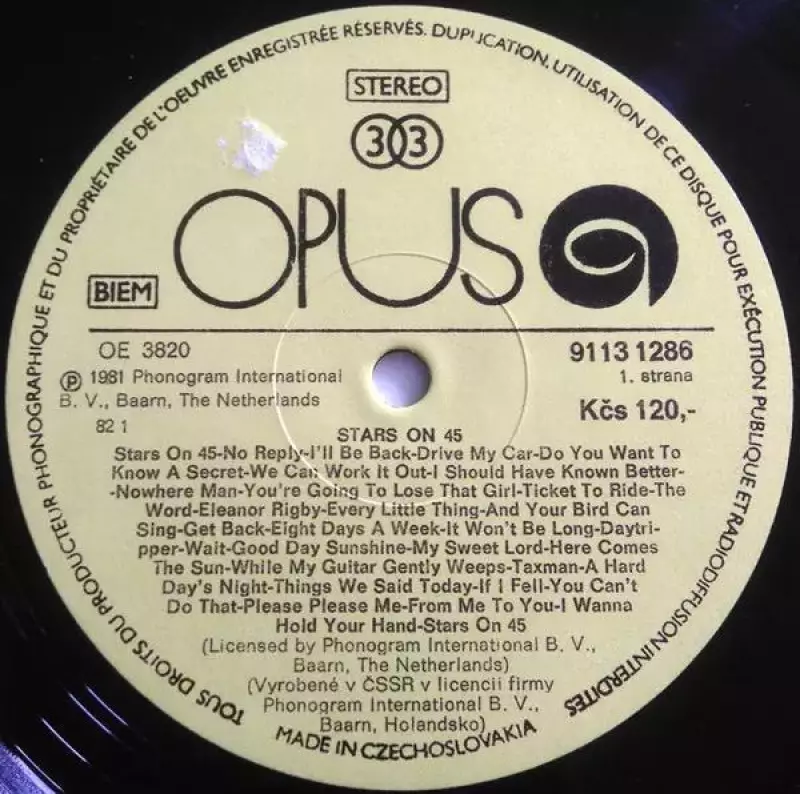 TOUS DROITS DU PRODUCTEUR PHONOGRAPHIQUE ET DU PROPRIÉTAIRE DE L'OEUVRE ENREGISTRÉE RÉSERVÉS. DUPLICATION, UTILISATION DE CE DISQUE POUR EXÉCUTION PUBLIQUE ET RADIODIFFUSION INTERDITES
STEREO
33
OPUS
BIEM
OE 3820
9113 1286
Ⓟ 1981 Phonogram International
1. strana
B. V., Baarn, The Netherlands
Kčs 120,-
82 1
STARS ON 45
Stars On 45-No Reply-I'll Be Back-Drive My Car-Do You Want To
Know A Secret-We Can Work It Out-I Should Have Known Better-
-Nowhere Man-You're Going To Lose That Girl-Ticket To Ride-The
Word-Eleanor Rigby-Every Little Thing-And Your Bird Can
Sing-Get Back-Eight Days A Week-It Won't Be Long-Daytri-
pper-Wait-Good Day Sunshine-My Sweet Lord-Here Comes
The Sun-While My Guitar Gently Weeps-Taxman-A Hard
Day's Night-Things We Said Today-If I Fell-You Can't
Do That-Please Please Me-From Me To You-I Wanna
Hold Your Hand-Stars On 45
(Licensed by Phonogram International B. V.,
Baarn, The Netherlands)
(Vyrobené v ČSSR v licencii firmy
Phonogram International B. V.,
Baarn, Holandsko)
MADE IN CZECHOSLOVAKIA